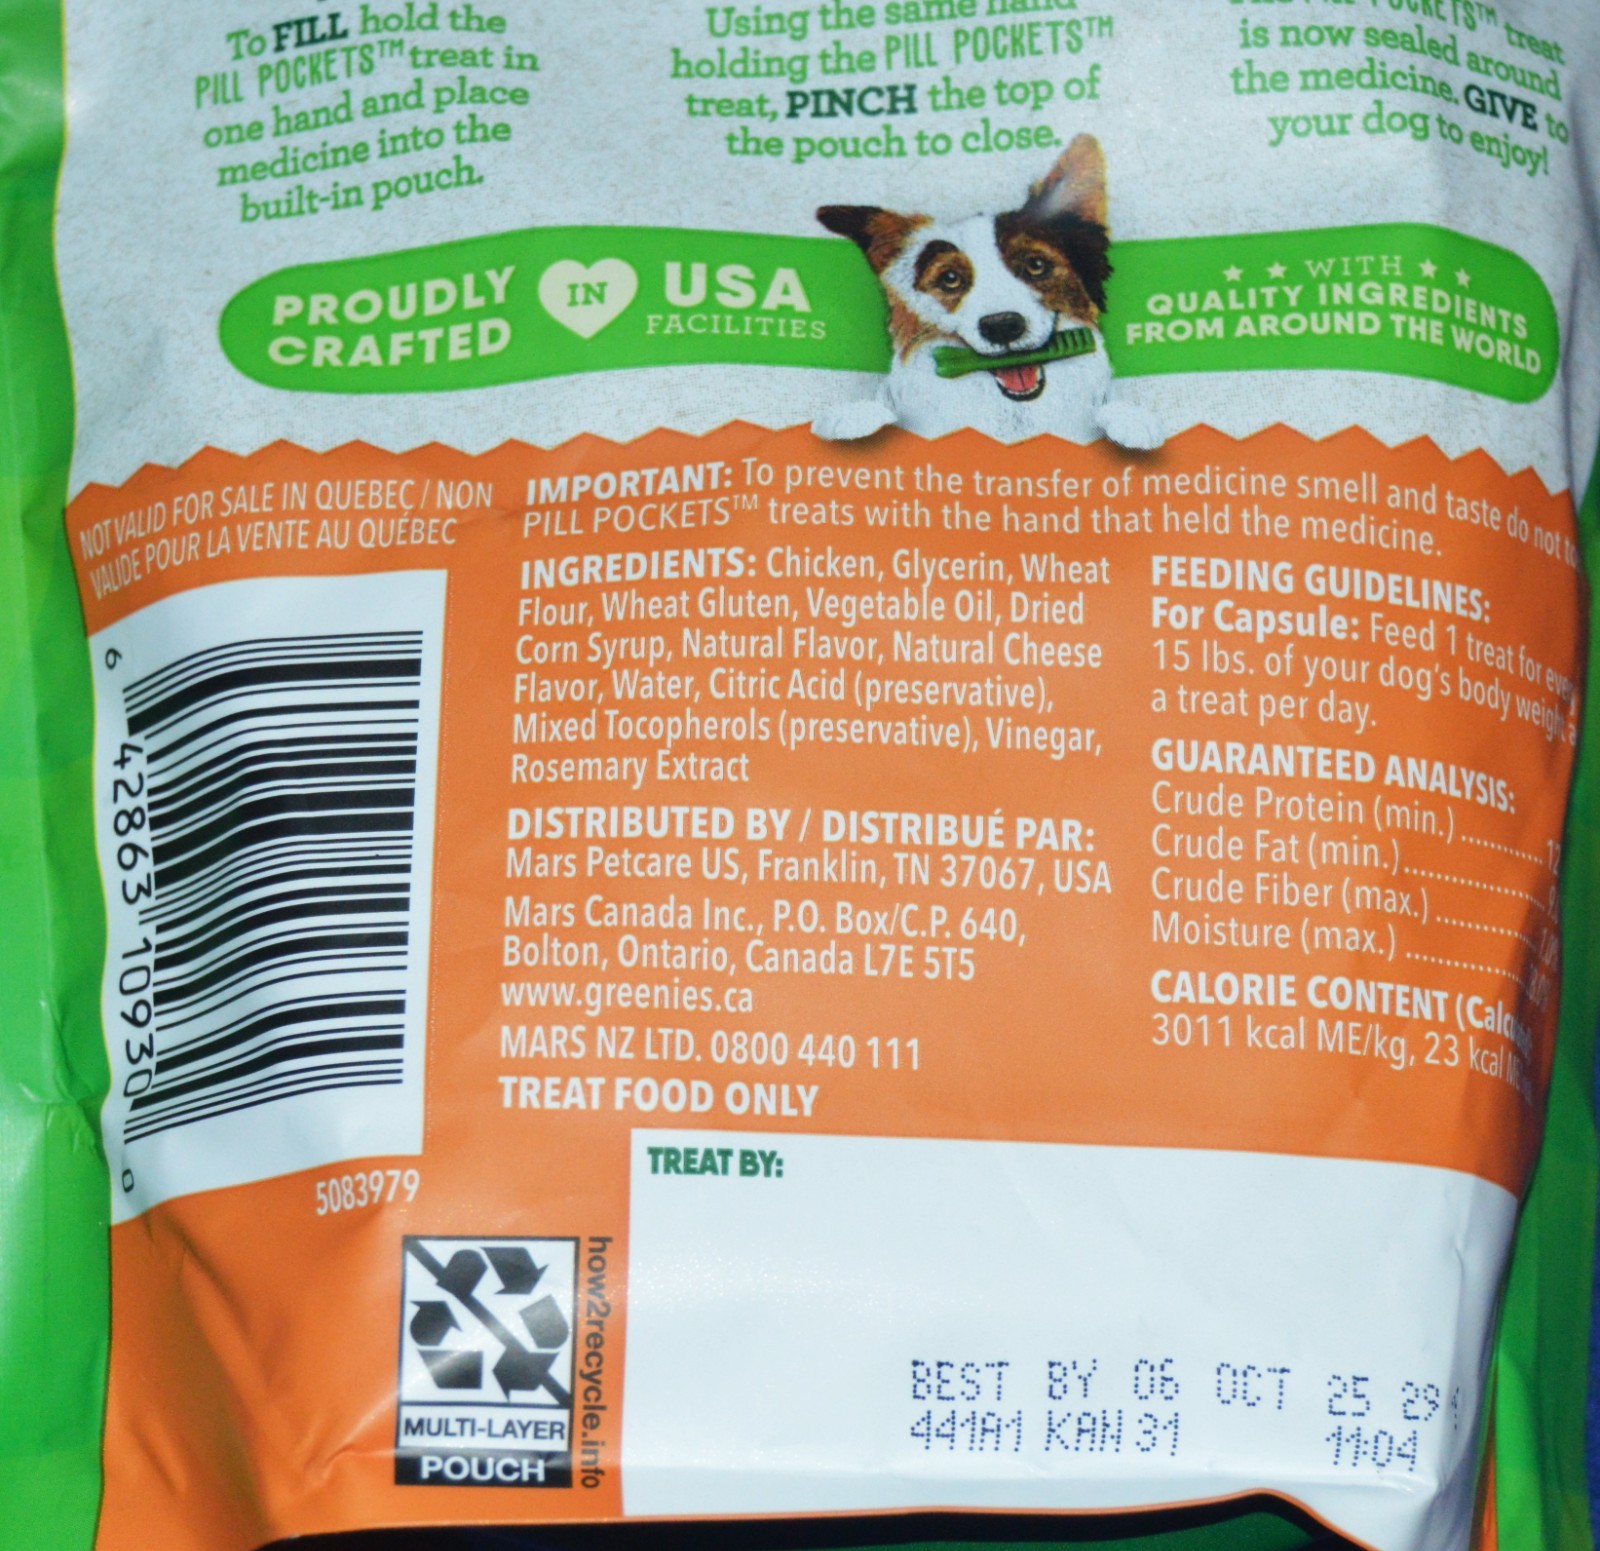 To FILL hold the
PILL POCKETS™ treat in
one hand and place
medicine into the
built-in pouch.
Using the same hand
holding the PILL POCKETS™
treat, PINCH the top of
the pouch to close.
POCKETS™ treat
is now sealed around
the medicine. GIVE to
your dog to enjoy!
PROUDLY
CRAFTED
IN
USA
FACILITIES
WITH
QUALITY INGREDIENTS
FROM AROUND THE WORLD
NOT VALID FOR SALE IN QUEBEC / NON
VALIDE POUR LA VENTE AU QUÉBEC
IMPORTANT: To prevent the transfer of medicine smell and taste do not
PILL POCKETS™ treats with the hand that held the medicine.
INGREDIENTS: Chicken, Glycerin, Wheat
Flour, Wheat Gluten, Vegetable Oil, Dried
Corn Syrup, Natural Flavor, Natural Cheese
Flavor, Water, Citric Acid (preservative),
Mixed Tocopherols (preservative), Vinegar,
Rosemary Extract
DISTRIBUTED BY / DISTRIBUÉ PAR:
Mars Petcare US, Franklin, TN 37067, USA
Mars Canada Inc., P.O. Box/C.P. 640,
Bolton, Ontario, Canada L7E 5T5
www.greenies.ca
MARS NZ LTD. 0800 440 111
TREAT FOOD ONLY
FEEDING GUIDELINES:
For Capsule: Feed 1 treat for every
15 lbs. of your dog's body weight
a treat per day.
GUARANTEED ANALYSIS:
Crude Protein (min.)
Crude Fat (min.)
Crude Fiber (max.)
Moisture (max.)
CALORIE CONTENT
3011 kcal ME/kg, 23 kcal
6 42863 10930 0
5083979
TREAT BY:
MULTI-LAYER
POUCH
how2recycle.info
BEST BY 06 OCT 25 29
441A1 KAN 31 11:04